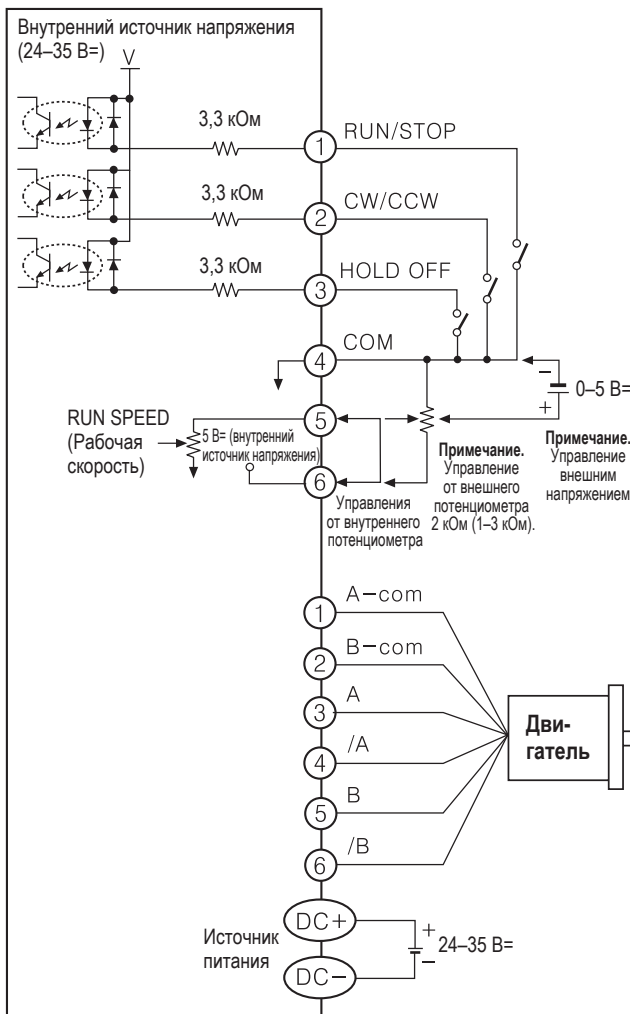 Внутренний источник напряжения
(24–35 В=)
V
3,3 кОм
1
RUN/STOP
3,3 кОм
2
CW/CCW
3,3 кОм
3
HOLD OFF
4
COM
– 
+
0–5 В=
RUN SPEED
(Рабочая
скорость)
5
5 В= (внутренний
источник напряжения)
6
Управления
от внутреннего
потенциометра
Примечание.
Управление
от внешнего
потенциометра
2 кОм (1–3 кОм).
Примечание.
Управление
внешним
напряжением
1
A–com
2
B–com
3
A
4
/A
5
B
6
/B
Дви-
гатель
Источник
питания
DC+
DC–
+
–
24–35 В=